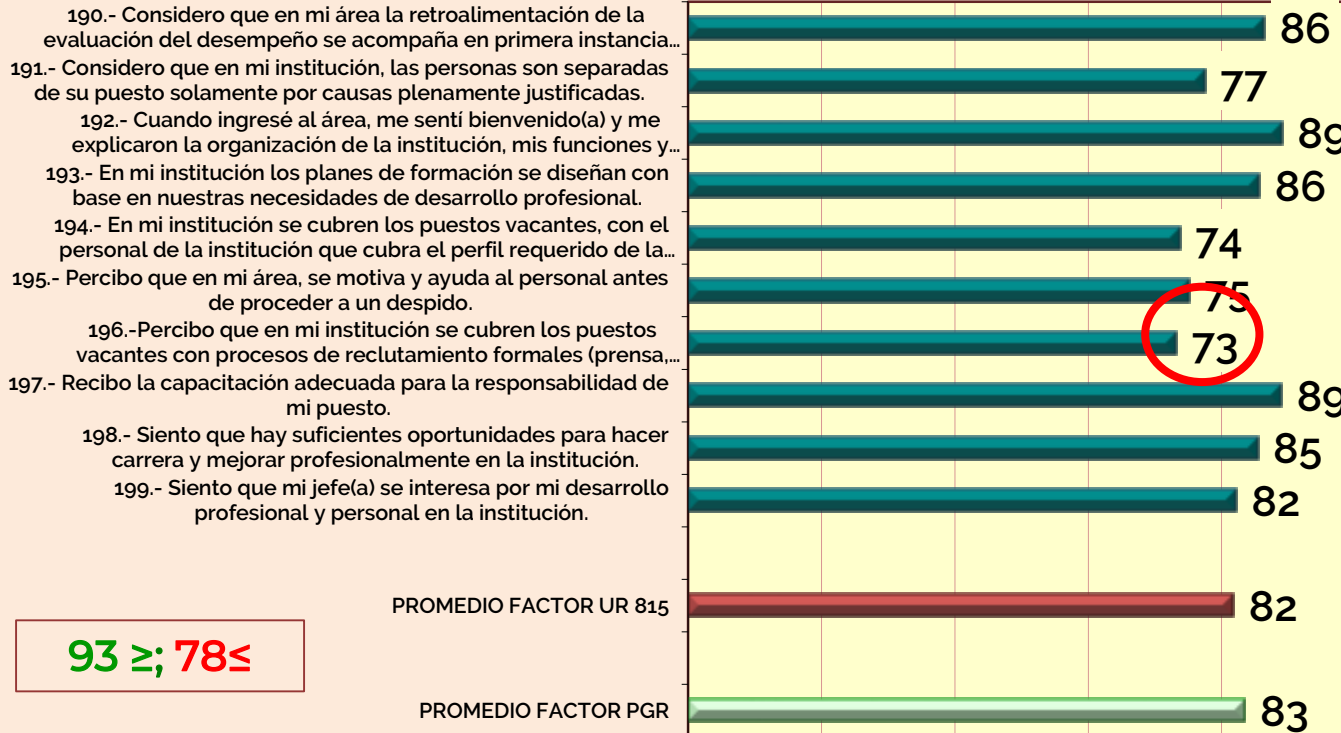 190.- Considero que en mi área la retroalimentación de la
evaluación del desempeño se acompaña en primera instancia...
86
191.- Considero que en mi institución, las personas son separadas
de su puesto solamente por causas plenamente justificadas.
77
192.- Cuando ingresé al área, me sentí bienvenido(a) y me
explicaron la organización de la institución, mis funciones y...
89
193.- En mi institución los planes de formación se diseñan con
base en nuestras necesidades de desarrollo profesional.
86
194.- En mi institución se cubren los puestos vacantes, con el
personal de la institución que cubra el perfil requerido de la...
74
195.- Percibo que en mi área, se motiva y ayuda al personal antes
de proceder a un despido.
75
196.-Percibo que en mi institución se cubren los puestos
vacantes con procesos de reclutamiento formales (prensa,...
73
197.- Recibo la capacitación adecuada para la responsabilidad de
mi puesto.
89
198.- Siento que hay suficientes oportunidades para hacer
carrera y mejorar profesionalmente en la institución.
85
199.- Siento que mi jefe(a) se interesa por mi desarrollo
profesional y personal en la institución.
82
PROMEDIO FACTOR UR 815
82
93 ≥; 78≤
PROMEDIO FACTOR PGR
83